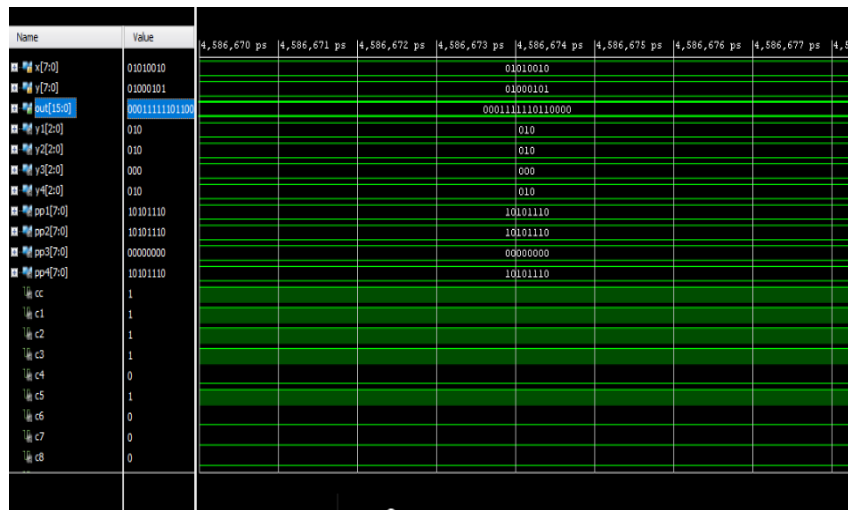 Name Value
4,586,670 ps 4,586,671 ps 4,586,672 ps 4,586,673 ps 4,586,674 ps 4,586,675 ps 4,586,676 ps 4,586,677 ps 4,5
x[7:0] 01010010 01010010
y[7:0] 01000101 01000101
out[15:0] 00011111101100 0001111110110000
y1[2:0] 010 010
y2[2:0] 010 010
y3[2:0] 000 000
y4[2:0] 010 010
pp1[7:0] 10101110 10101110
pp2[7:0] 10101110 10101110
pp3[7:0] 00000000 00000000
pp4[7:0] 10101110 10101110
cc 1
c1 1
c2 1
c3 1
c4 0
c5 1
c6 0
c7 0
c8 0